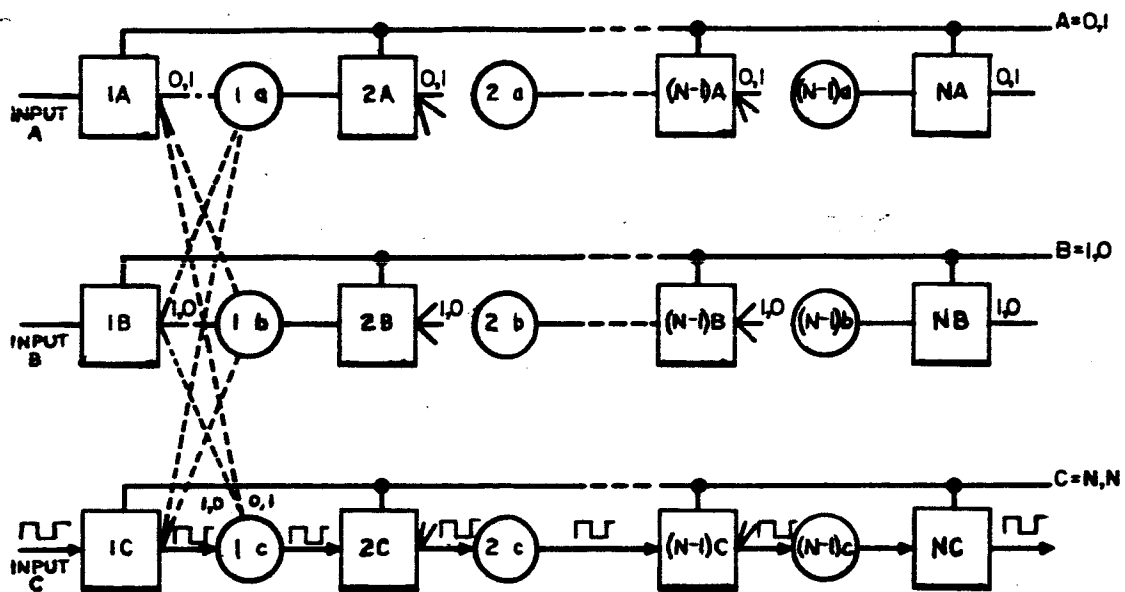 A=0,1
1A 0,1 1 a 2A 0,1 2 a (N-1)A 0,1 (N-1)a NA 0,1
INPUT
A
B=1,0
1B 1,0 1 b 2B 1,0 2 b (N-1)B 1,0 (N-1)b NB 1,0
INPUT
B
C=N,N
1,0 0,1
1C 1 c 2C 2 c (N-1)C (N-1)c NC
INPUT
C